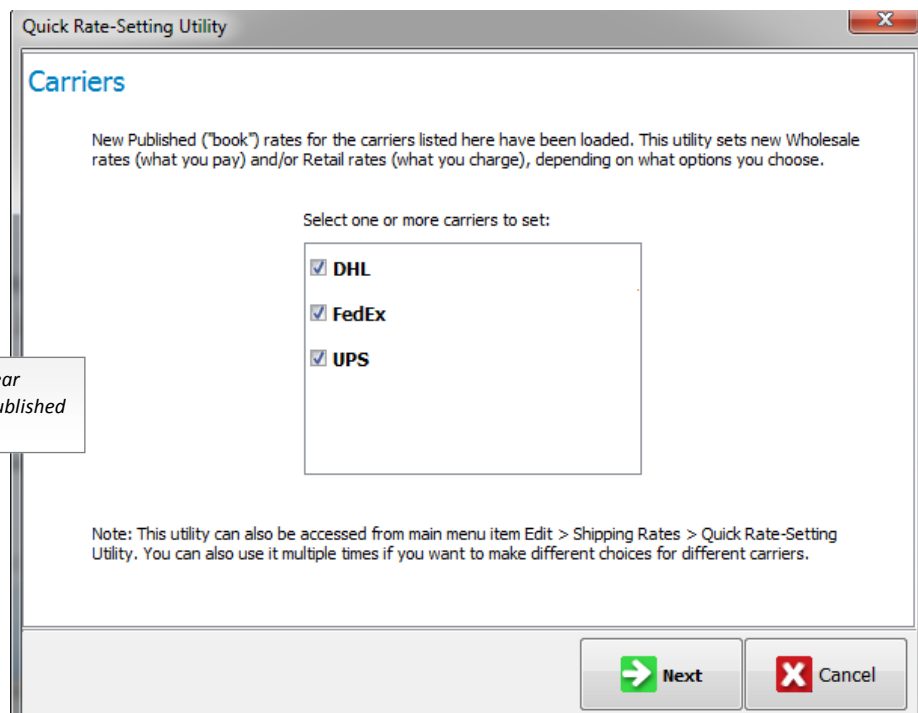 Quick Rate-Setting Utility
Carriers
New Published ("book") rates for the carriers listed here have been loaded. This utility sets new Wholesale
rates (what you pay) and/or Retail rates (what you charge), depending on what options you choose.
Select one or more carriers to set:
DHL
FedEx
UPS
Note: This utility can also be accessed from main menu item Edit > Shipping Rates > Quick Rate-Setting
Utility. You can also use it multiple times if you want to make different choices for different carriers.
Next
Cancel